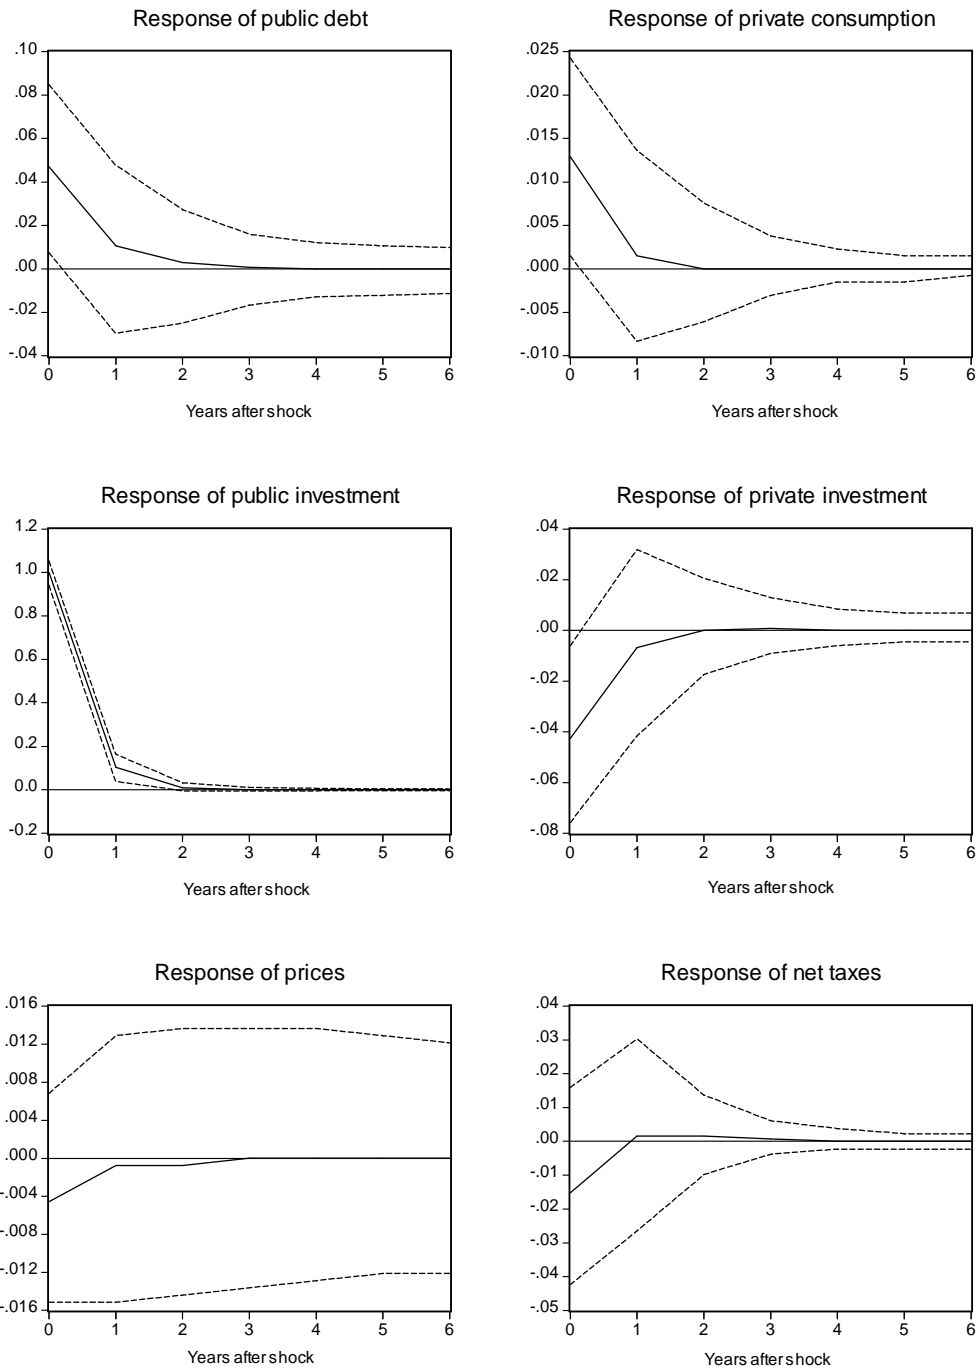 Response of public debt
.10
.08
.06
.04
.02
.00
-.02
-.04
0 1 2 3 4 5 6
Years after shock
Response of private consumption
.025
.020
.015
.010
.005
.000
-.005
-.010
0 1 2 3 4 5 6
Years after shock
Response of public investment
1.2
1.0
0.8
0.6
0.4
0.2
0.0
-0.2
0 1 2 3 4 5 6
Years after shock
Response of private investment
.04
.02
.00
-.02
-.04
-.06
-.08
0 1 2 3 4 5 6
Years after shock
Response of prices
.016
.012
.008
.004
.000
-.004
-.008
-.012
-.016
0 1 2 3 4 5 6
Years after shock
Response of net taxes
.04
.03
.02
.01
.00
-.01
-.02
-.03
-.04
-.05
0 1 2 3 4 5 6
Years after shock